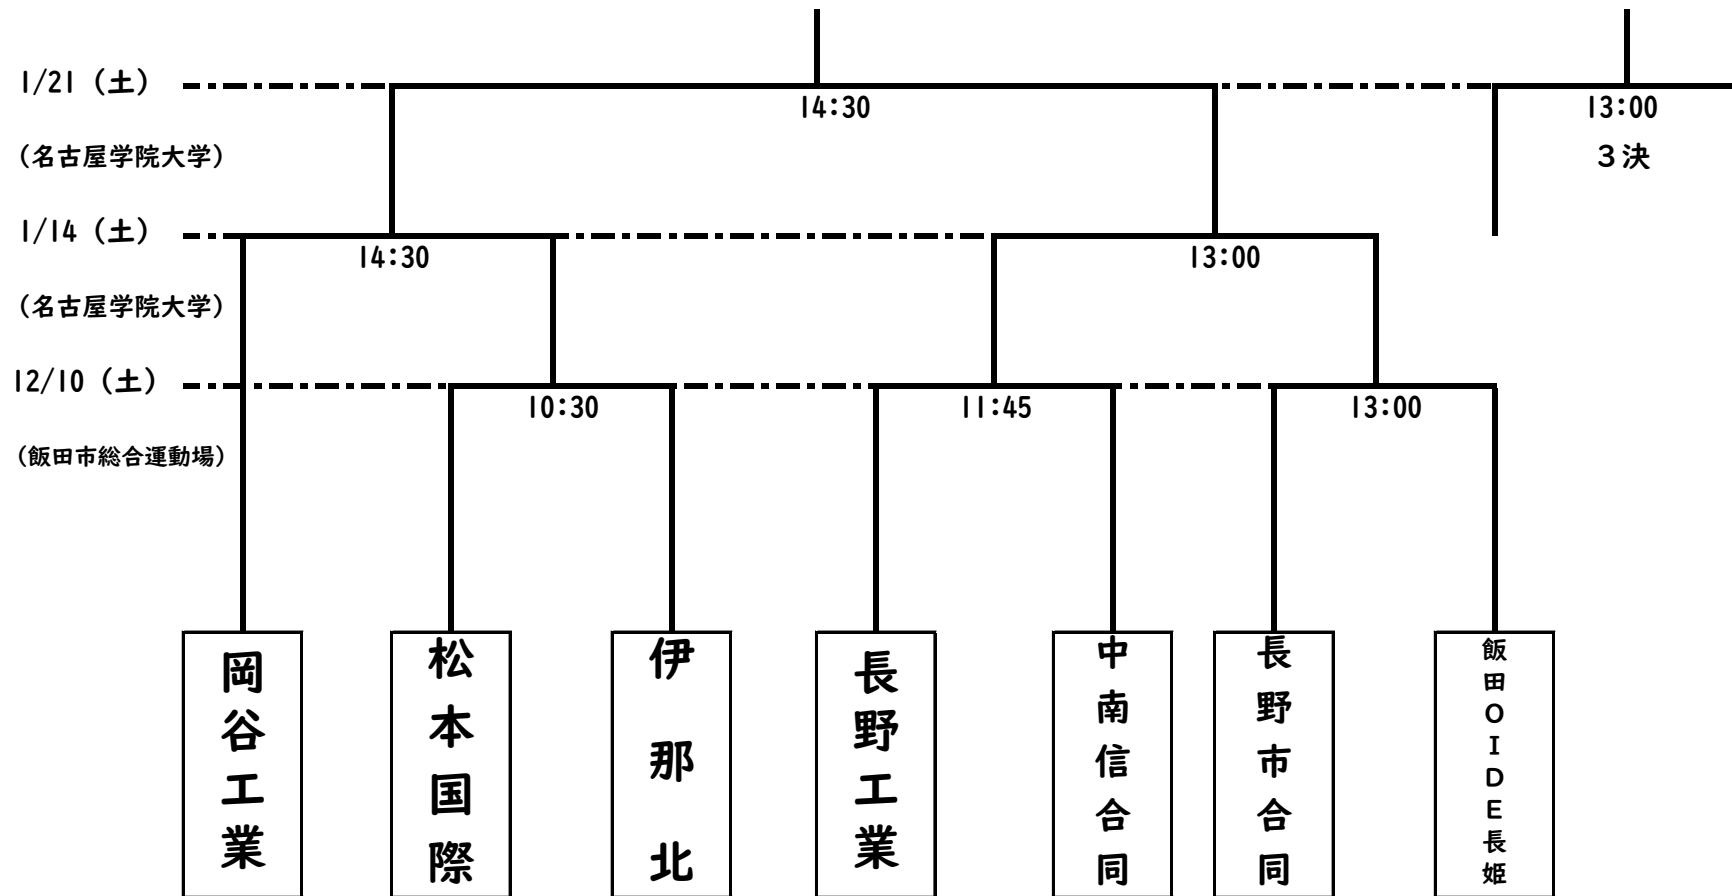 1/21（土）
14:30
13:00
（名古屋学院大学）
３決
1/14（土）
14:30
13:00
（名古屋学院大学）
12/10（土）
10:30
11:45
13:00
（飯田市総合運動場）
岡谷工業
松本国際
伊那北
長野工業
中南信合同
長野市合同
飯田ＯＩＤＥ長姫